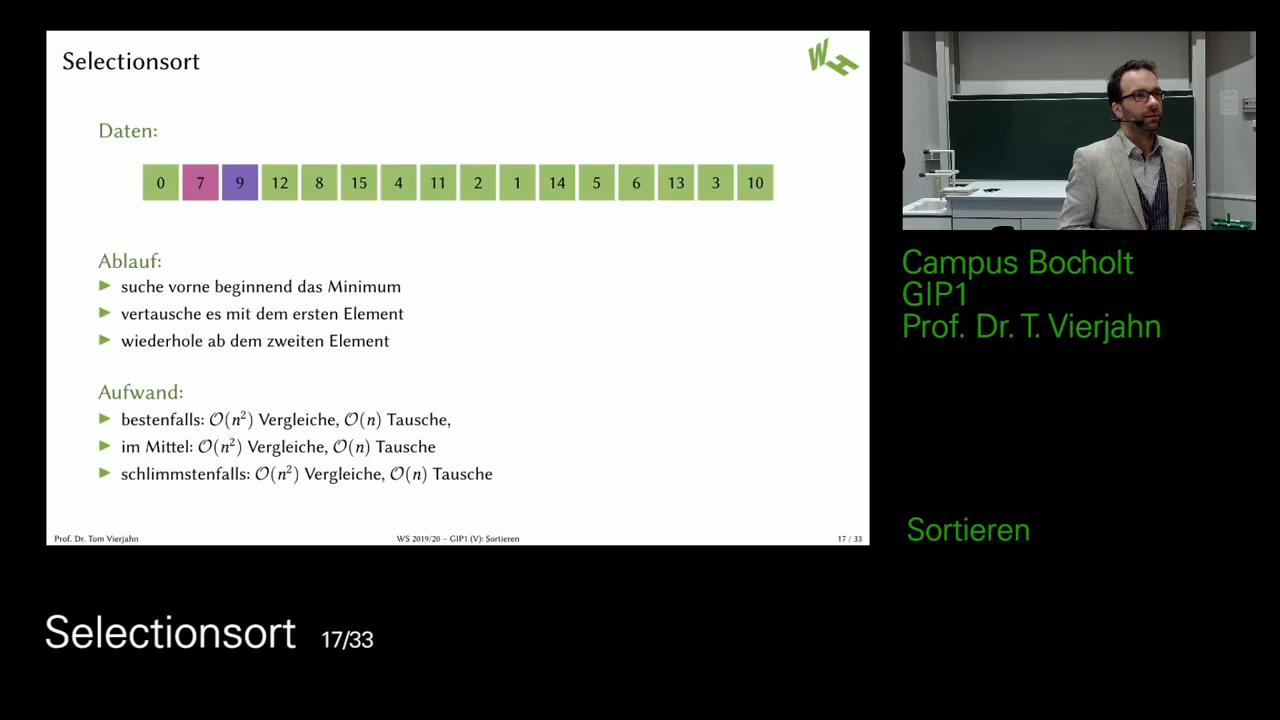 Selectionsort
WH
Daten:
0 7 9 12 8 15 4 11 2 1 14 5 6 13 3 10
Ablauf:
suche vorne beginnend das Minimum
vertausche es mit dem ersten Element
wiederhole ab dem zweiten Element
Aufwand:
bestenfalls: O(n²) Vergleiche, O(n) Tausche,
im Mittel: O(n²) Vergleiche, O(n) Tausche
schlimmstenfalls: O(n²) Vergleiche, O(n) Tausche
Prof. Dr. Tom Vierjahn WS 2019/20 – GIP1 (V): Sortieren 17 / 33
Campus Bocholt
GIP1
Prof. Dr. T. Vierjahn
Sortieren
Selectionsort 17/33